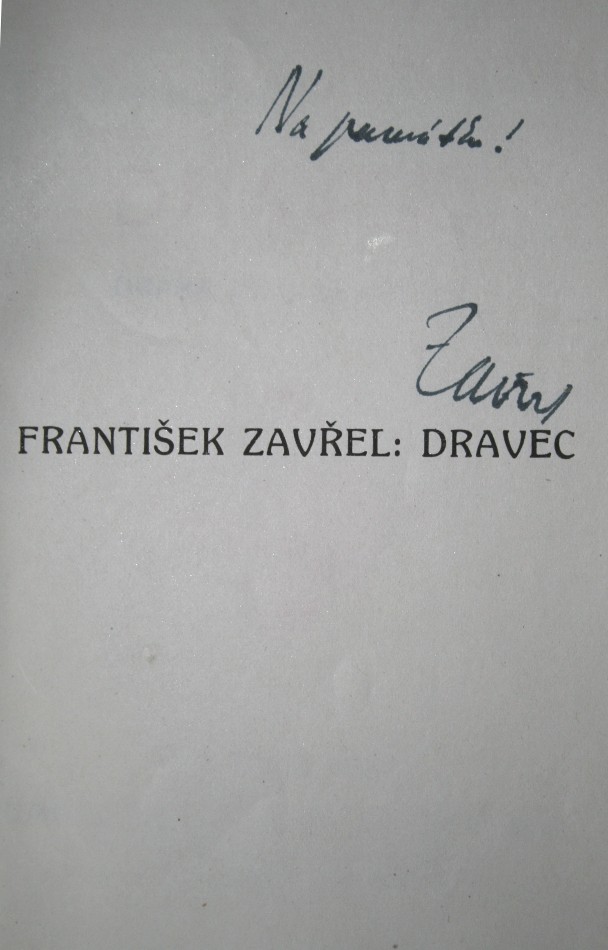 Na památku!
Zavřel
FRANTIŠEK ZAVŘEL: DRAVEC